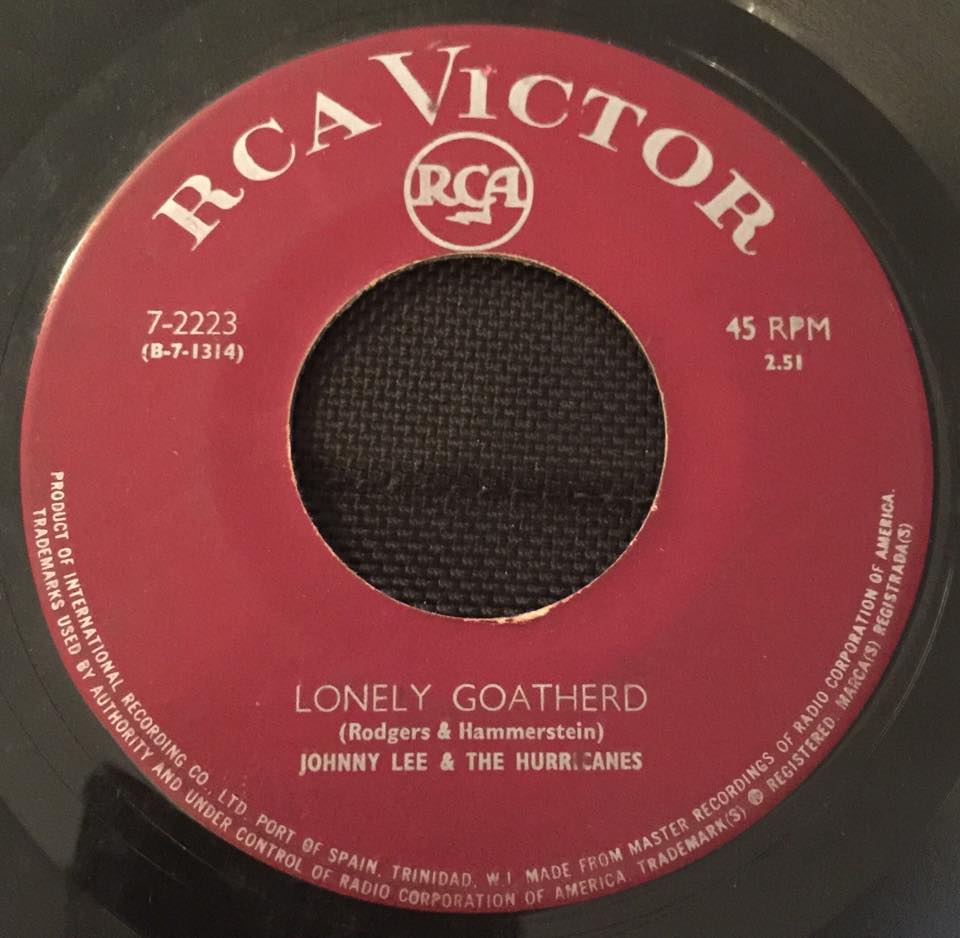 RCA VICTOR
RCA
7-2223
(B-7-1314)
45 RPM
2.51
LONELY GOATHERD
(Rodgers & Hammerstein)
JOHNNY LEE & THE HURRICANES
PRODUCT OF INTERNATIONAL RECORDING CO., LTD. PORT OF SPAIN, TRINIDAD, W.I. MADE FROM MASTER RECORDINGS OF RADIO CORPORATION OF AMERICA.
TRADEMARKS USED BY AUTHORITY AND UNDER CONTROL OF RADIO CORPORATION OF AMERICA. TRADEMARK(S) ® REGISTERED. MARCA(S) REGISTRADA(S)